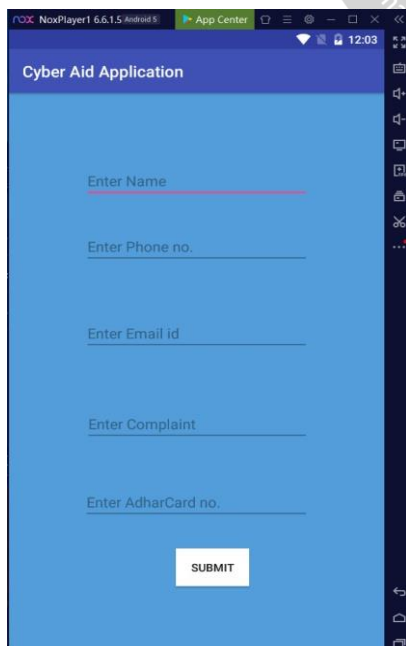 nox NoxPlayer1 6.6.1.5 Android 5 App Center
12:03
Cyber Aid Application
Enter Name
Enter Phone no.
Enter Email id
Enter Complaint
Enter AdharCard no.
SUBMIT